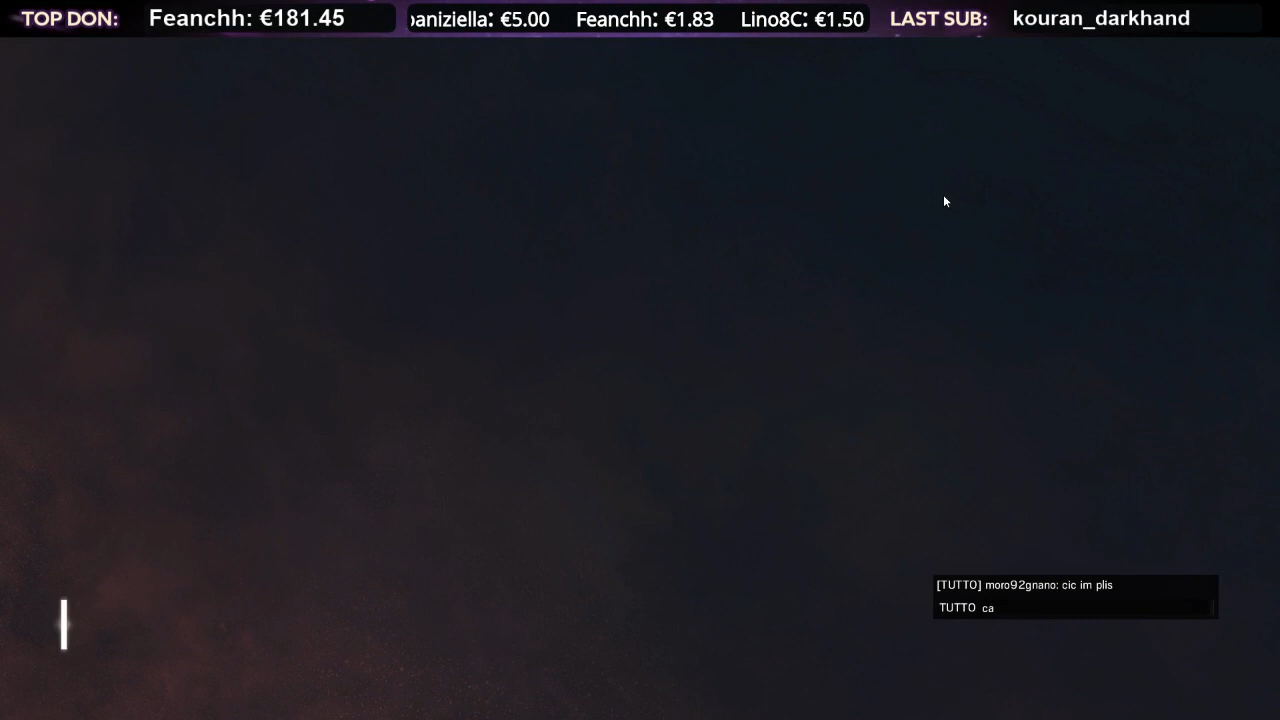 TOP DON: Feanchh: €181.45 paniziella: €5.00 Feanchh: €1.83 Lino8C: €1.50 LAST SUB: kouran_darkhand
[TUTTO] moro92gnano: cic im plis
TUTTO ca